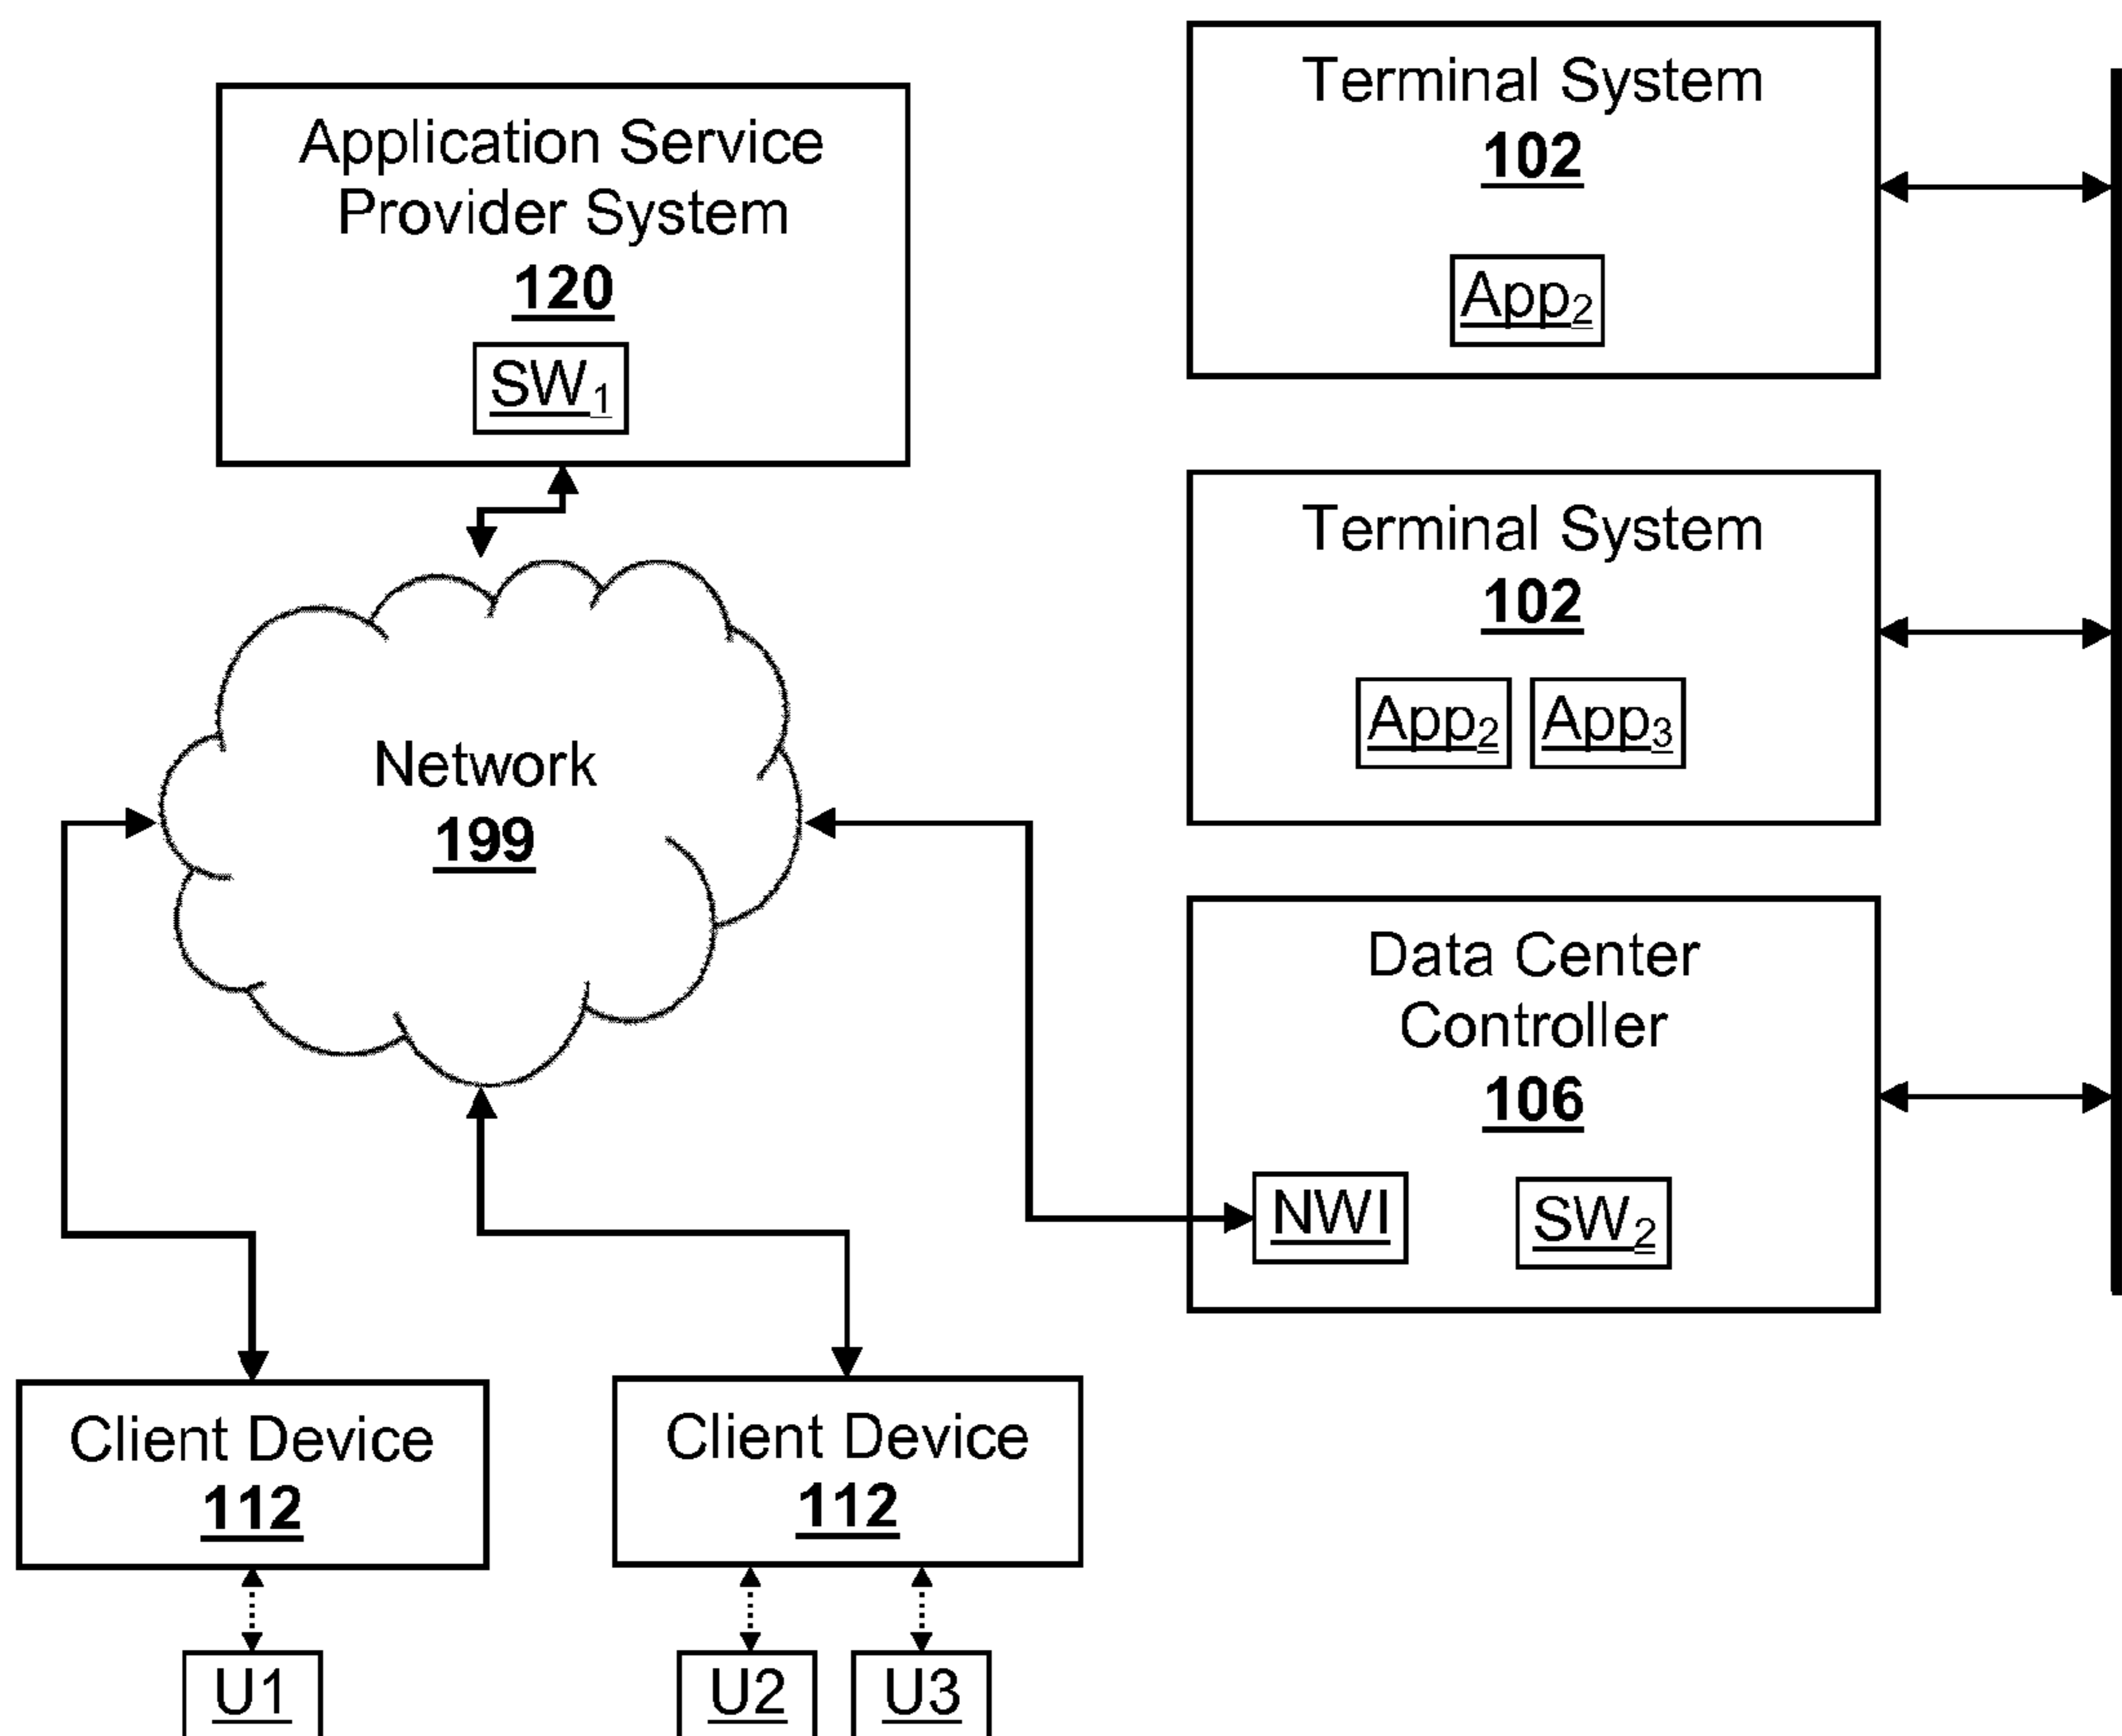 Application Service
Provider System
120
SW1
Terminal System
102
App2
Terminal System
102
App2 App3
Network
199
Data Center
Controller
106
NWI SW2
Client Device
112
Client Device
112
U1
U2 U3